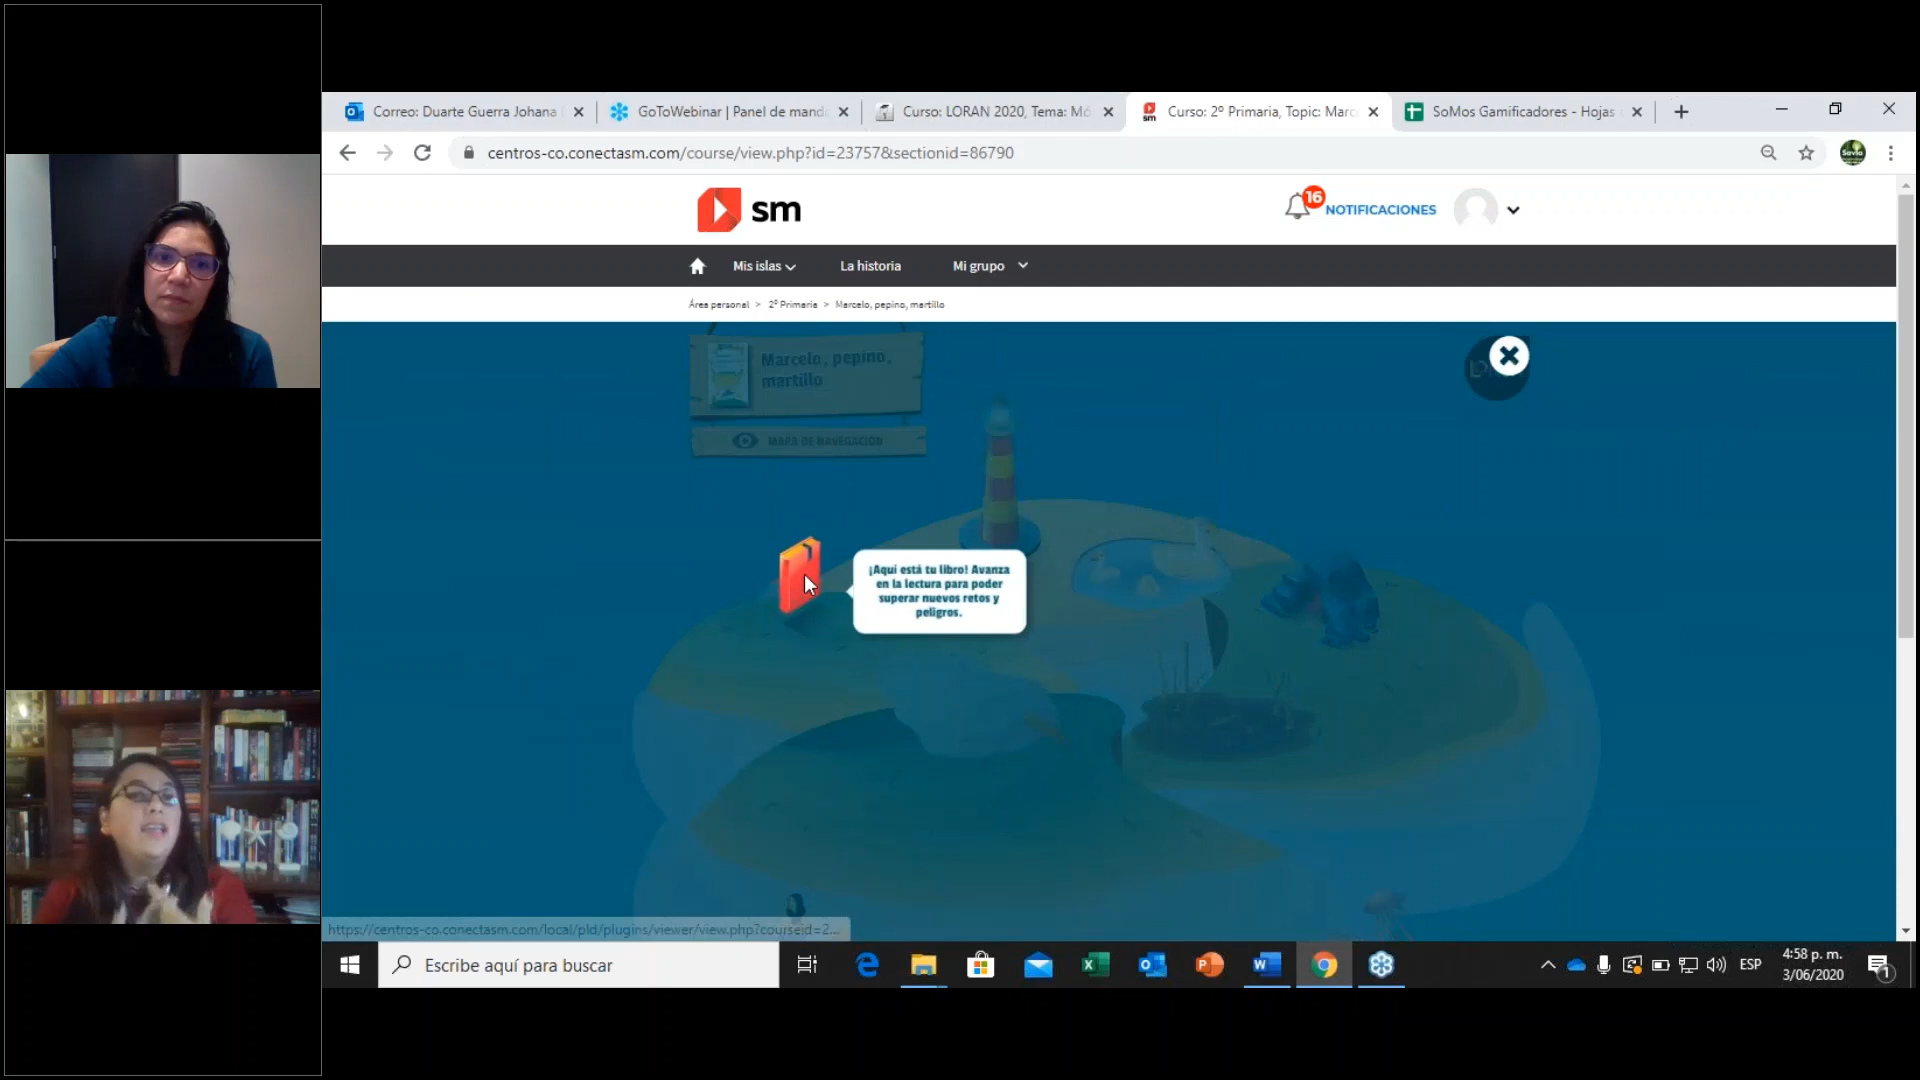 Correo: Duarte Guerra Johana
GoToWebinar | Panel de mand
Curso: LORAN 2020, Tema: Mó
Curso: 2º Primaria, Topic: Marc
SoMos Gamificadores - Hojas
centros-co.conectasm.com/course/view.php?id=23757&sectionid=86790
sm
16
NOTIFICACIONES
Mis islas
La historia
Mi grupo
Área personal > 2º Primaria > Marcelo, pepino, martillo
Marcelo, pepino,
martillo
MAPA DE NAVEGACIÓN
¡Aquí está tu libro! Avanza
en la lectura para poder
superar nuevos retos y
peligros.
https://centros-co.conectasm.com/local/pld/plugins/viewer/view.php?courseid=2...
Escribe aquí para buscar
ESP
4:58 p. m.
3/06/2020
1